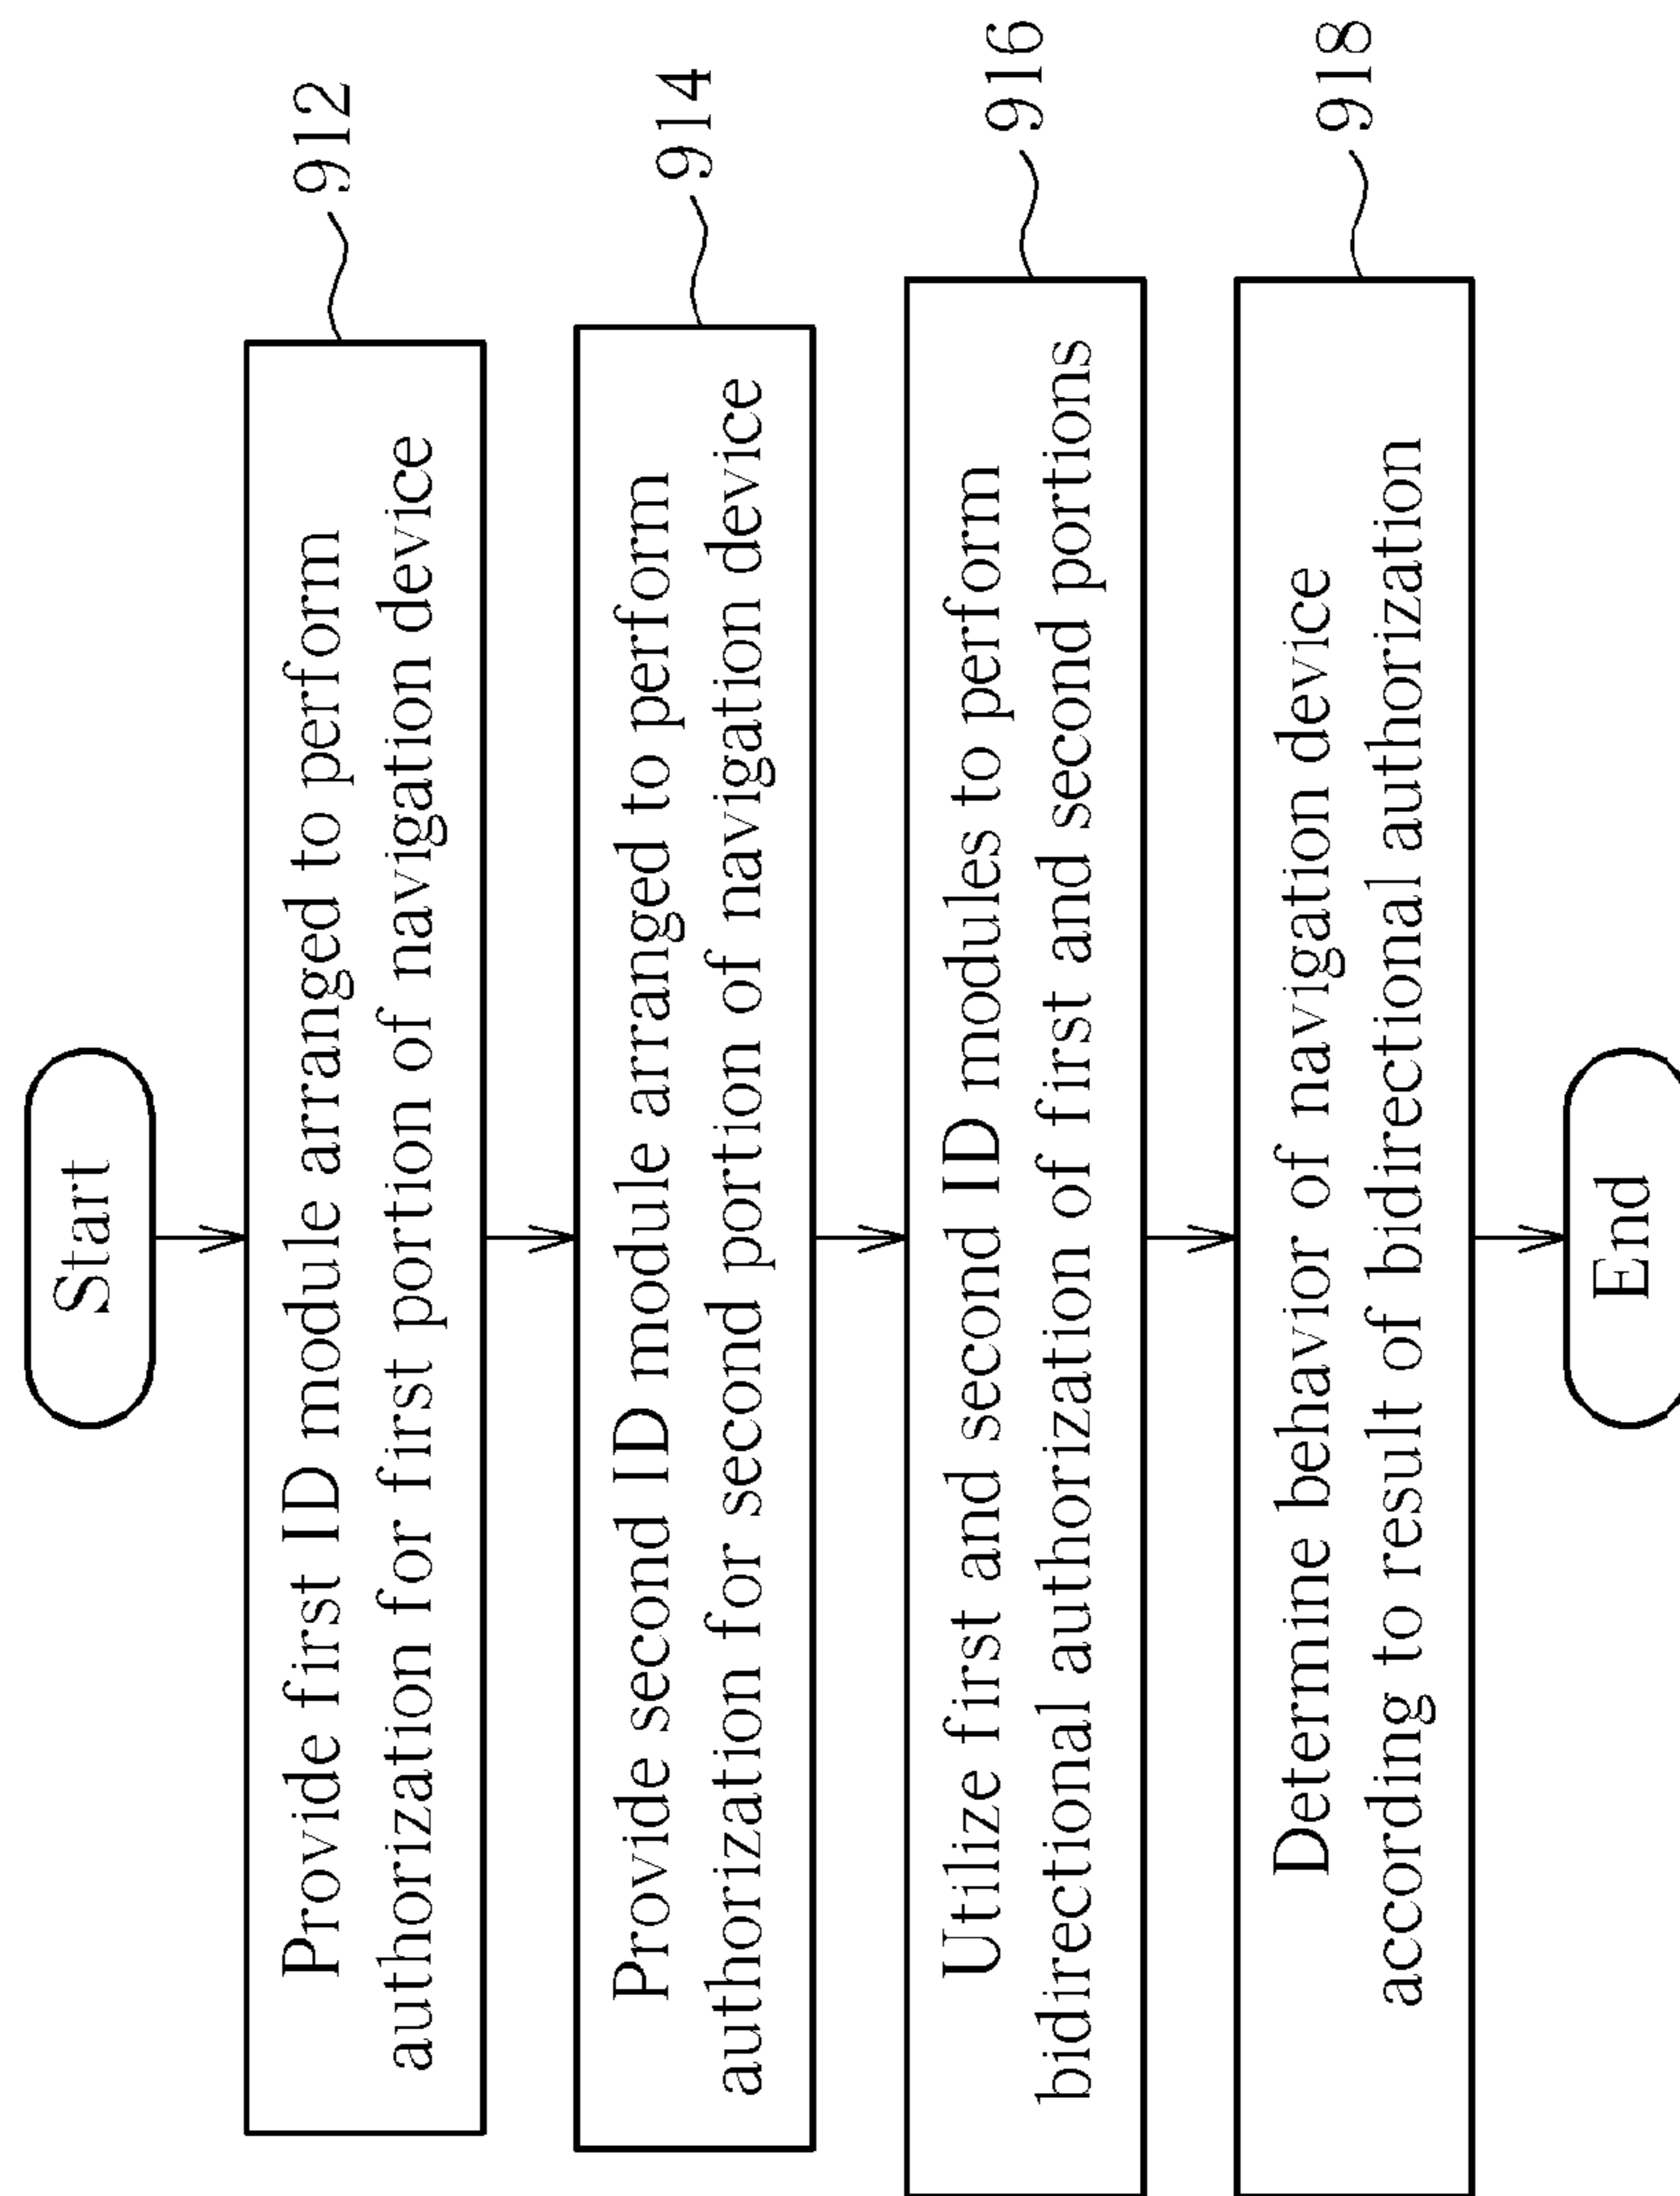 Start
Provide first ID module arranged to perform
authorization for first portion of navigation device
912
Provide second ID module arranged to perform
authorization for second portion of navigation device
914
Utilize first and second ID modules to perform
bidirectional authorization of first and second portions
916
Determine behavior of navigation device
according to result of bidirectional authorization
918
End